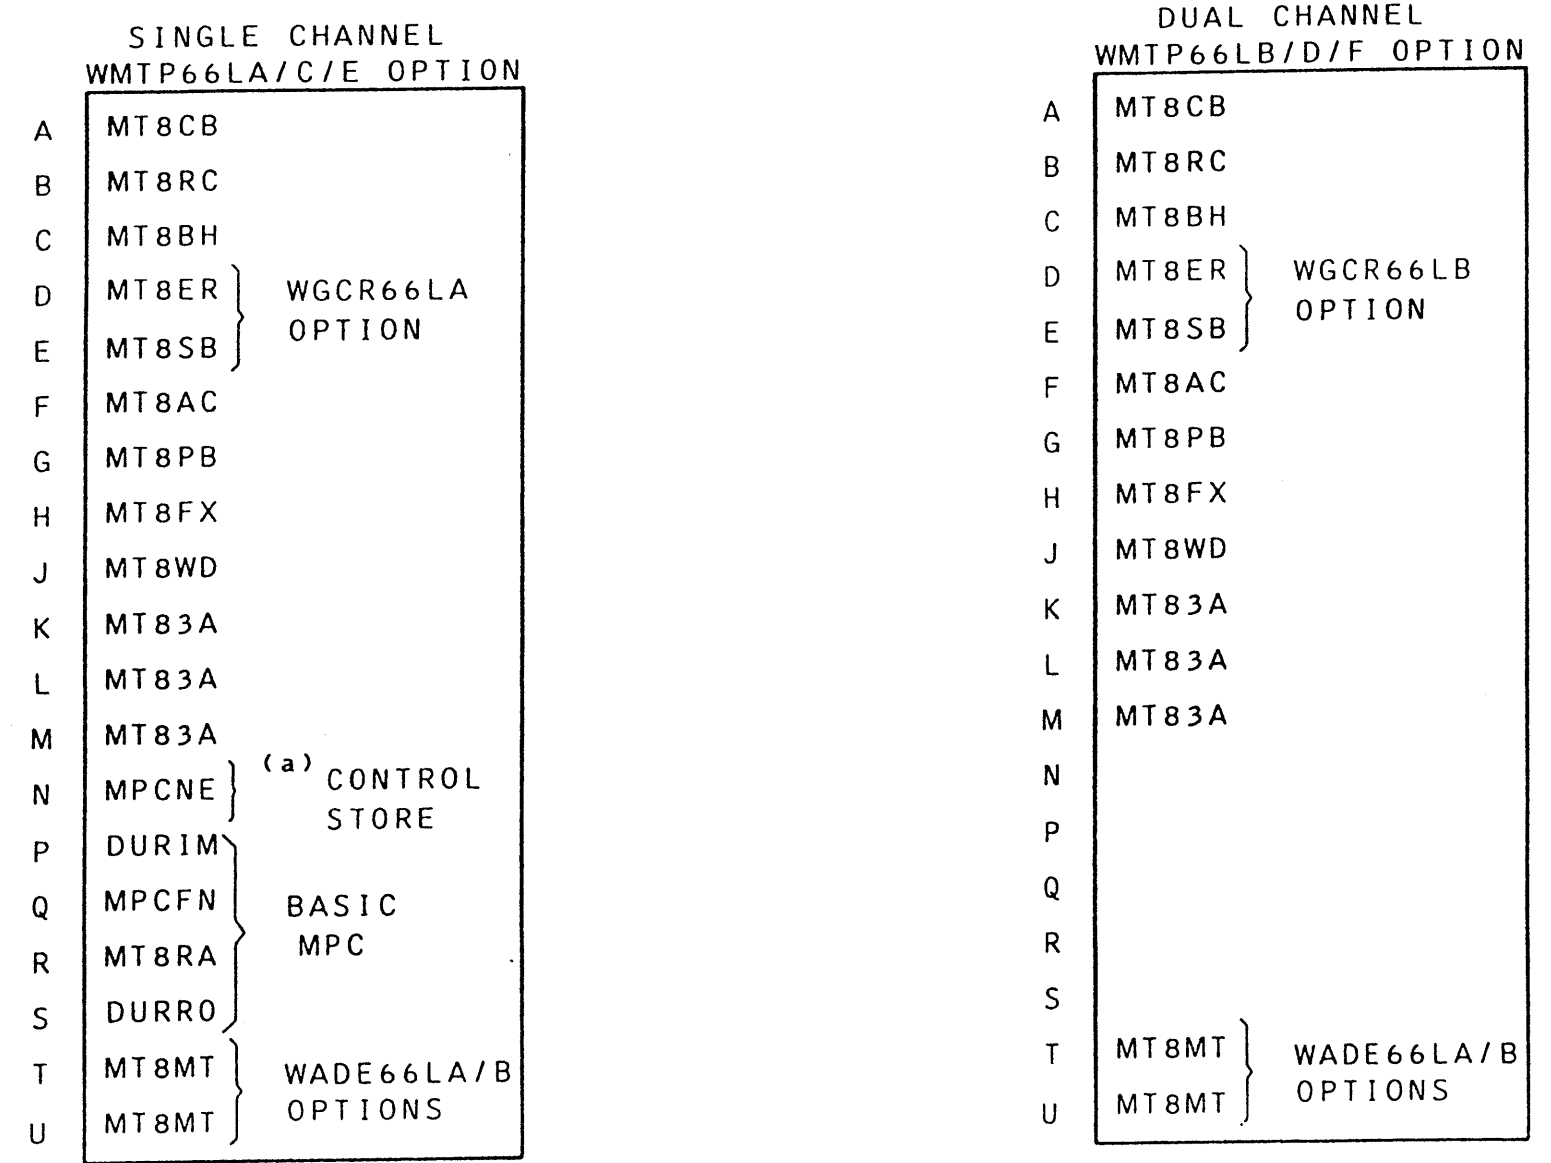 SINGLE CHANNEL
WMTP66LA/C/E OPTION
A MT8CB
B MT8RC
C MT8BH
D MT8ER WGCR66LA
OPTION
E MT8SB
F MT8AC
G MT8PB
H MT8FX
J MT8WD
K MT83A
L MT83A
M MT83A
(a) CONTROL
N MPCNE
STORE
P DURIM
Q MPCFN BASIC
MPC
R MT8RA
S DURRO
T MT8MT WADE66LA/B
OPTIONS
U MT8MT
DUAL CHANNEL
WMTP66LB/D/F OPTION
A MT8CB
B MT8RC
C MT8BH
D MT8ER WGCR66LB
OPTION
E MT8SB
F MT8AC
G MT8PB
H MT8FX
J MT8WD
K MT83A
L MT83A
M MT83A
N
P
Q
R
S
T MT8MT WADE66LA/B
OPTIONS
U MT8MT